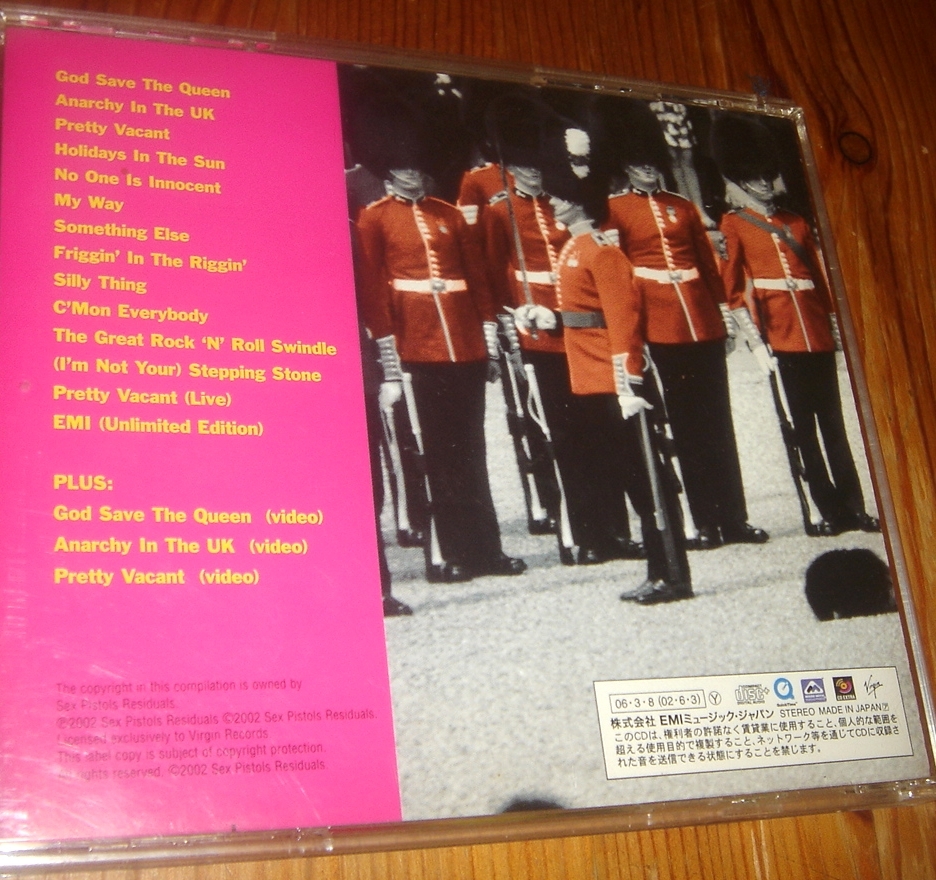 God Save The Queen
Anarchy In The UK
Pretty Vacant
Holidays In The Sun
No One Is Innocent
My Way
Something Else
Friggin' In The Riggin'
Silly Thing
C'Mon Everybody
The Great Rock ‘N’ Roll Swindle
(I'm Not Your) Stepping Stone
Pretty Vacant (Live)
EMI (Unlimited Edition)
PLUS:
God Save The Queen (video)
Anarchy In The UK (video)
Pretty Vacant (video)
The copyright in this compilation is owned by
Sex Pistols Residuals.
℗2002 Sex Pistols Residuals ©2002 Sex Pistols Residuals.
Licensed exclusively to Virgin Records
This label copy is subject of copyright protection.
All rights reserved. ©2002 Sex Pistols Residuals.
06・3・8 (02・6・3) Ⓨ COMPACT disc+ DIGITAL AUDIO QuickTime CD EXTRA Virgin
株式会社 EMIミュージック・ジャパン STEREO MADE IN JAPAN
このCDは、権利者の許諾なく賃貸業に使用すること、個人的な範囲を
超える使用目的で複製すること、ネットワーク等を通じてCDに収録さ
れた音を送信できる状態にすることを禁じます。